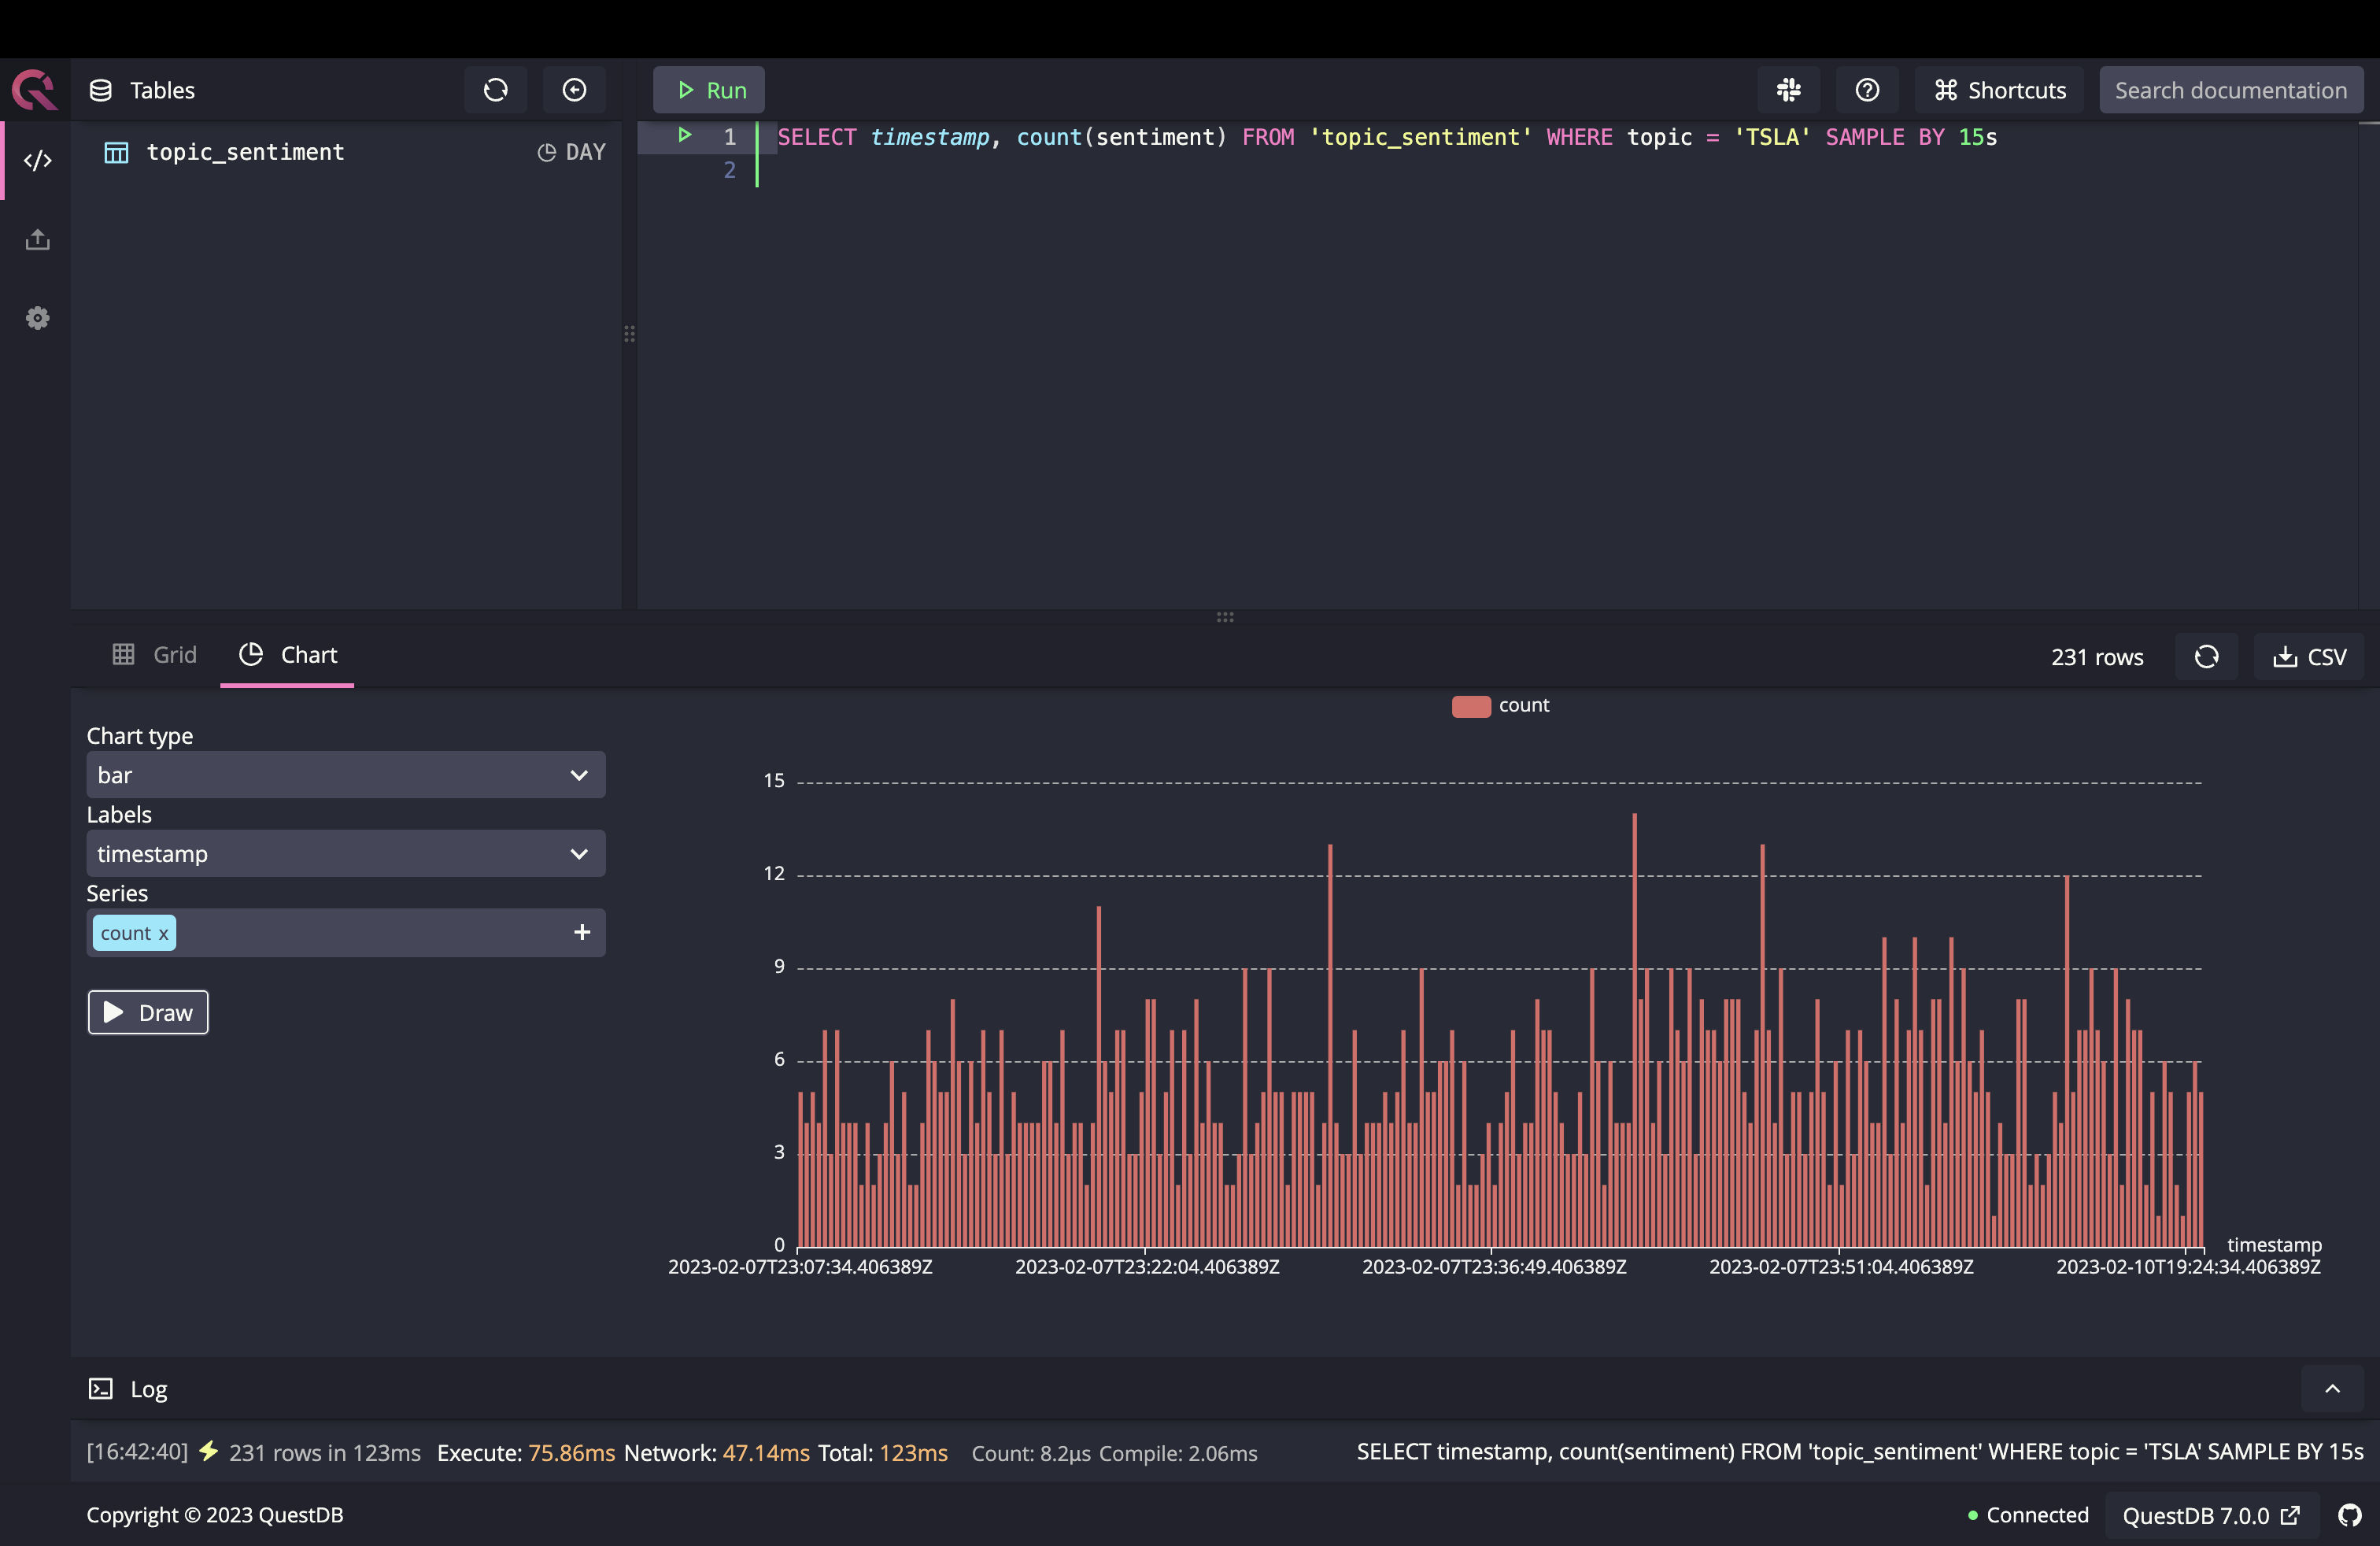 Tables
Run
Shortcuts
Search documentation
topic_sentiment
DAY
1 SELECT timestamp, count(sentiment) FROM 'topic_sentiment' WHERE topic = 'TSLA' SAMPLE BY 15s
2
Grid
Chart
231 rows
CSV
Chart type
bar
Labels
timestamp
Series
count x
+
Draw
count
15
12
9
6
3
0
timestamp
2023-02-07T23:07:34.406389Z
2023-02-07T23:22:04.406389Z
2023-02-07T23:36:49.406389Z
2023-02-07T23:51:04.406389Z
2023-02-10T19:24:34.406389Z
Log
[16:42:40] 231 rows in 123ms Execute: 75.86ms Network: 47.14ms Total: 123ms Count: 8.2µs Compile: 2.06ms
SELECT timestamp, count(sentiment) FROM 'topic_sentiment' WHERE topic = 'TSLA' SAMPLE BY 15s
Copyright © 2023 QuestDB
Connected
QuestDB 7.0.0